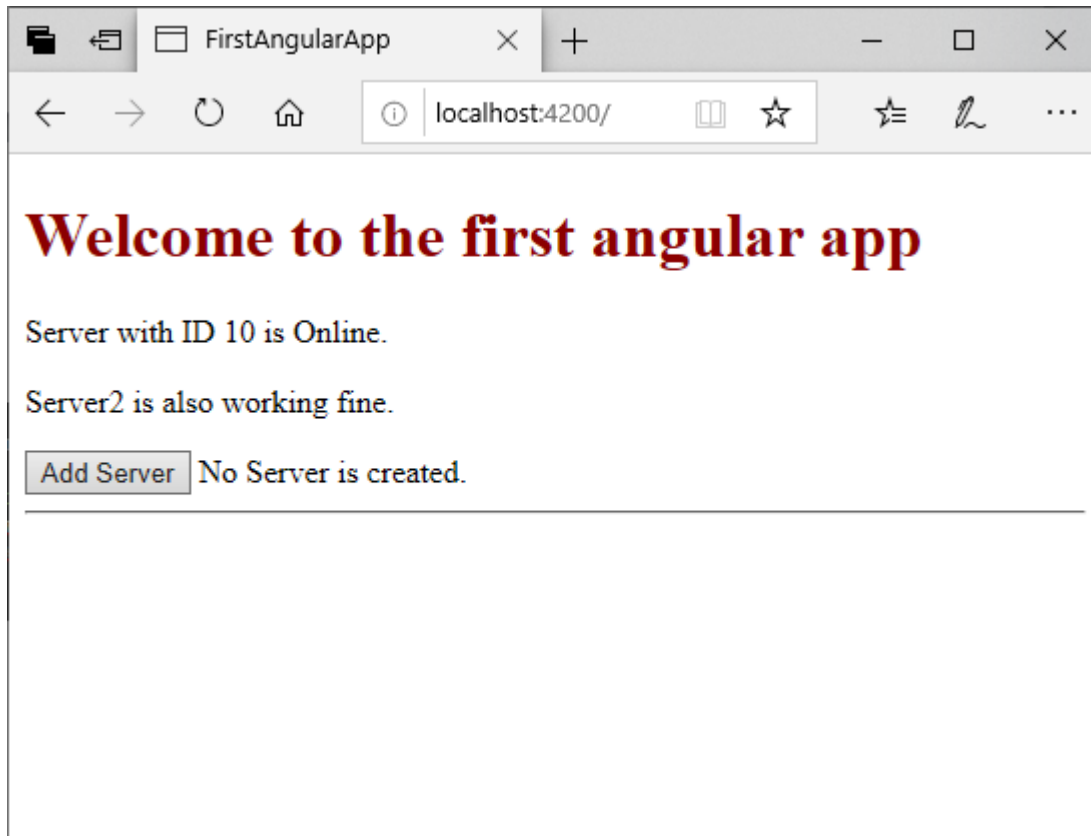 FirstAngularApp
localhost:4200/
Welcome to the first angular app
Server with ID 10 is Online.
Server2 is also working fine.
Add Server No Server is created.